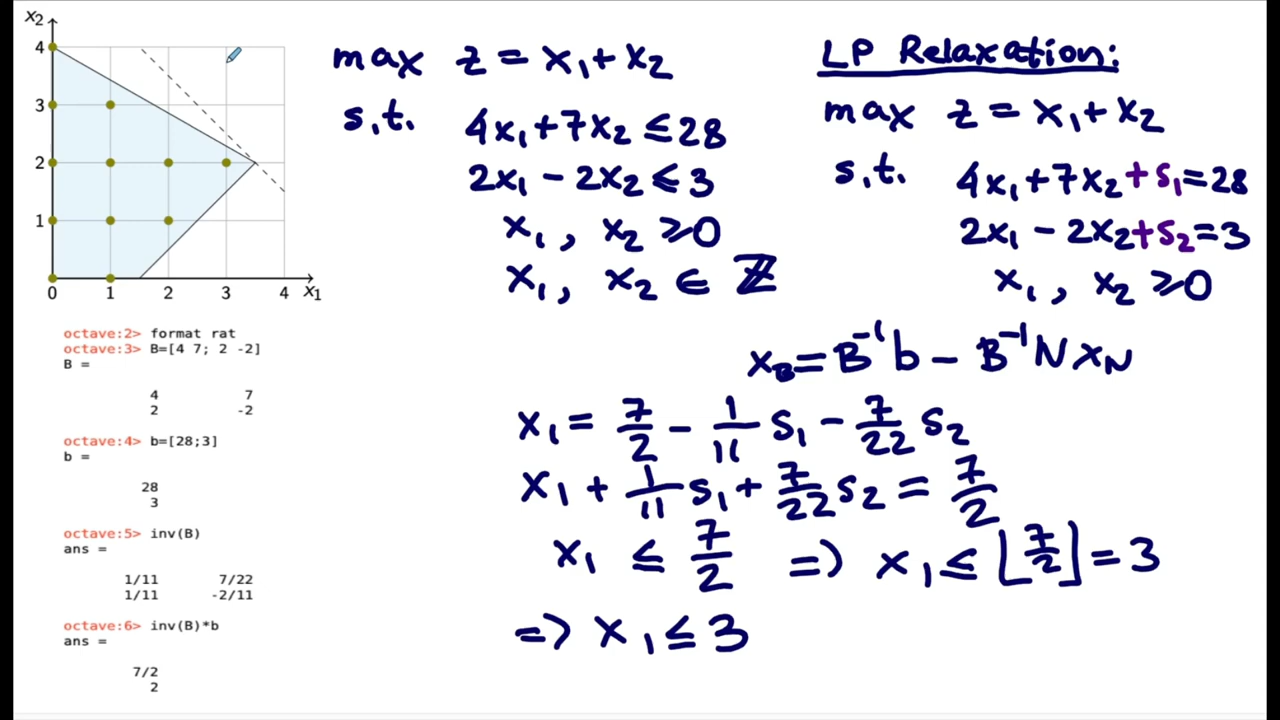 x₂
4
3
2
1
0 1 2 3 4 x₁
max z = x₁ + x₂
s.t. 4x₁ + 7x₂ ≤ 28
2x₁ - 2x₂ ≤ 3
x₁, x₂ ≥ 0
x₁, x₂ ∈ ℤ
LP Relaxation:
max z = x₁ + x₂
s.t. 4x₁ + 7x₂ + s₁ = 28
2x₁ - 2x₂ + s₂ = 3
x₁, x₂ ≥ 0
x_B = B⁻¹b - B⁻¹N x_N
x₁ = 7/2 - 1/11 s₁ - 7/22 s₂
x₁ + 1/11 s₁ + 7/22 s₂ = 7/2
x₁ ≤ 7/2 ⇒ x₁ ≤ ⌊7/2⌋ = 3
⇒ x₁ ≤ 3
octave:2> format rat
octave:3> B=[4 7; 2 -2]
B =
4 7
2 -2
octave:4> b=[28;3]
b =
28
3
octave:5> inv(B)
ans =
1/11 7/22
1/11 -2/11
octave:6> inv(B)*b
ans =
7/2
2